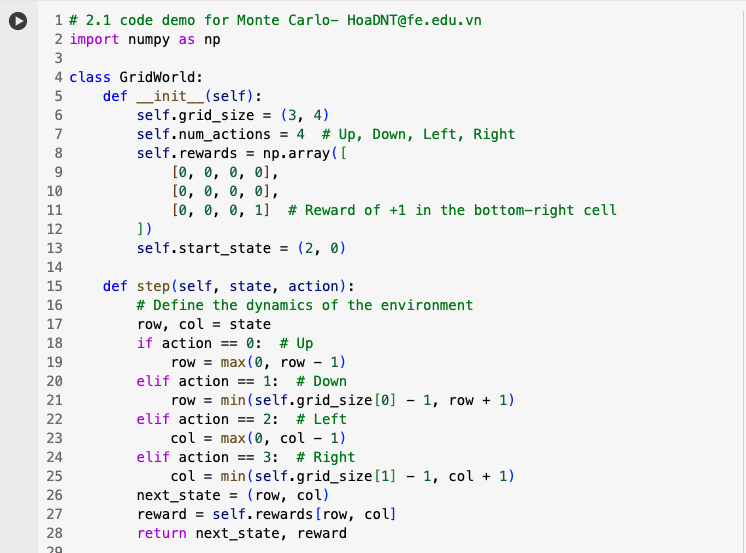 1 # 2.1 code demo for Monte Carlo– HoaDNT@fe.edu.vn
2 import numpy as np
3
4 class GridWorld:
5     def __init__(self):
6         self.grid_size = (3, 4)
7         self.num_actions = 4  # Up, Down, Left, Right
8         self.rewards = np.array([
9             [0, 0, 0, 0],
10             [0, 0, 0, 0],
11             [0, 0, 0, 1]  # Reward of +1 in the bottom-right cell
12         ])
13         self.start_state = (2, 0)
14
15     def step(self, state, action):
16         # Define the dynamics of the environment
17         row, col = state
18         if action == 0:  # Up
19             row = max(0, row - 1)
20         elif action == 1:  # Down
21             row = min(self.grid_size[0] - 1, row + 1)
22         elif action == 2:  # Left
23             col = max(0, col - 1)
24         elif action == 3:  # Right
25             col = min(self.grid_size[1] - 1, col + 1)
26         next_state = (row, col)
27         reward = self.rewards[row, col]
28         return next_state, reward
29